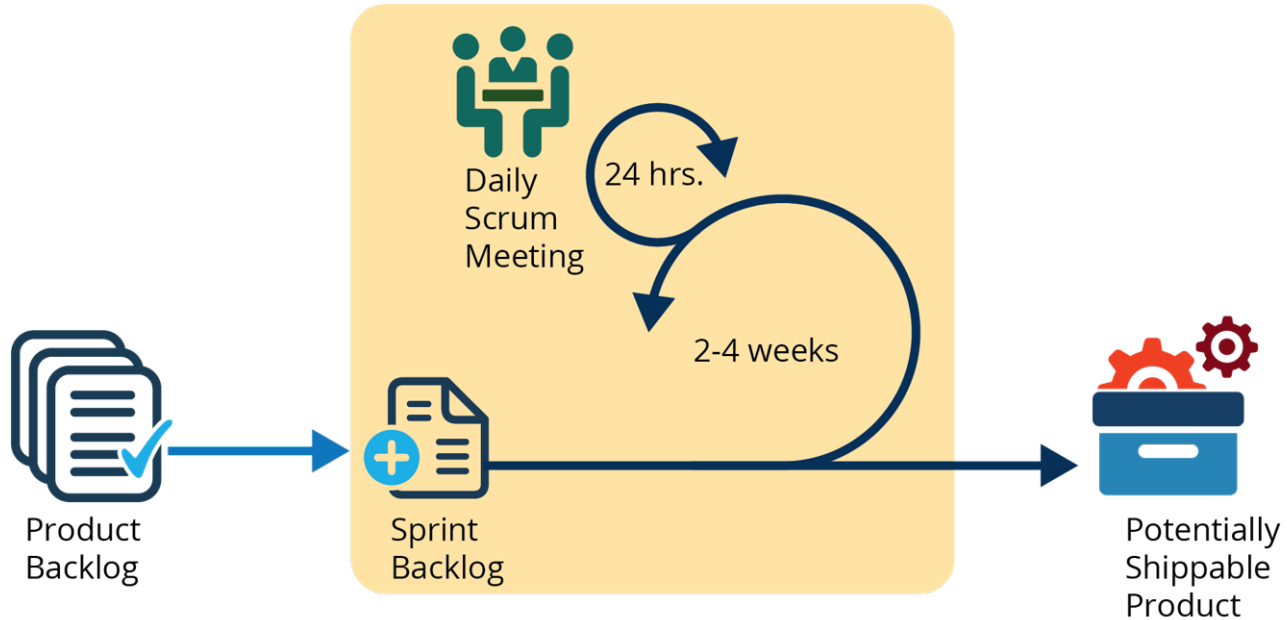 Daily
Scrum
Meeting
24 hrs.
2-4 weeks
Product
Backlog
Sprint
Backlog
Potentially
Shippable
Product